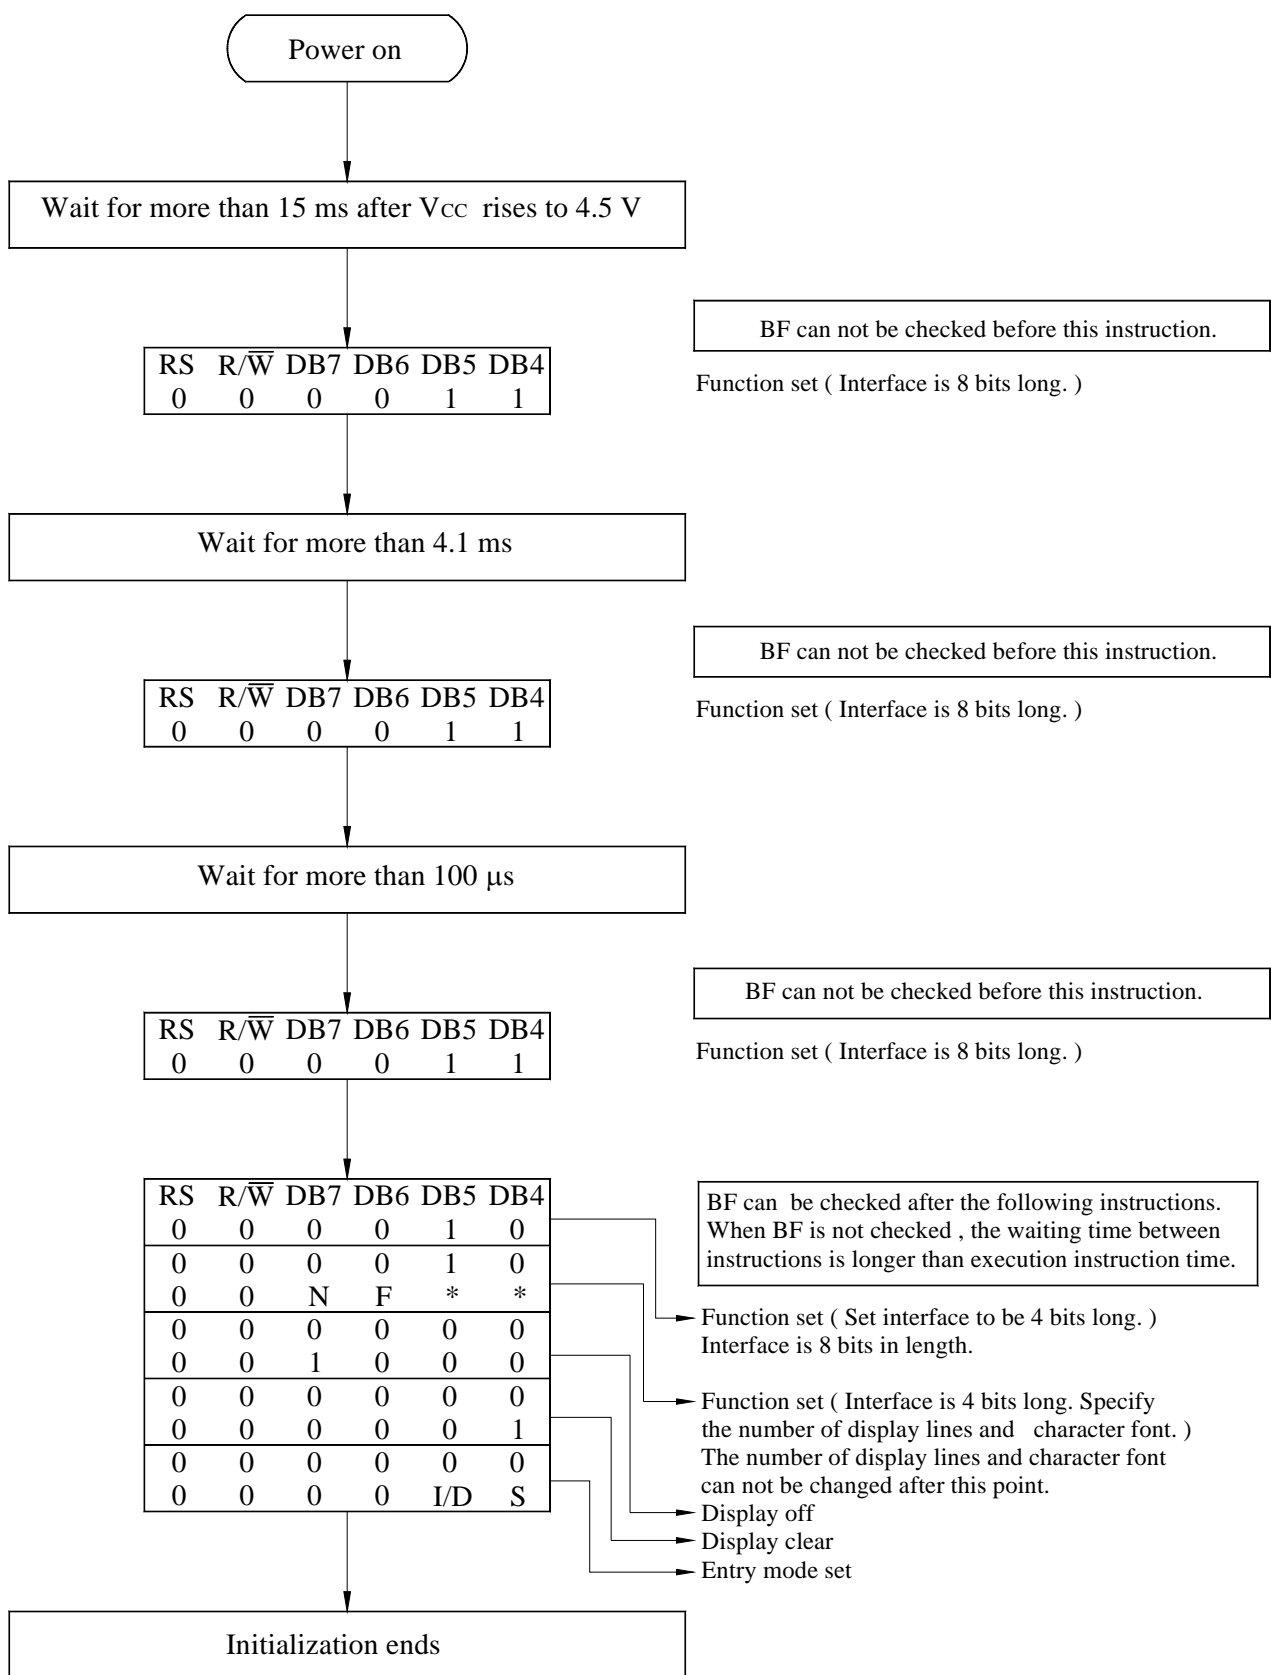 Power on
Wait for more than 15 ms after VCC rises to 4.5 V
BF can not be checked before this instruction.
RS R/W̅ DB7 DB6 DB5 DB4
0 0 0 0 1 1
Function set ( Interface is 8 bits long. )
Wait for more than 4.1 ms
BF can not be checked before this instruction.
RS R/W̅ DB7 DB6 DB5 DB4
0 0 0 0 1 1
Function set ( Interface is 8 bits long. )
Wait for more than 100 μs
BF can not be checked before this instruction.
RS R/W̅ DB7 DB6 DB5 DB4
0 0 0 0 1 1
Function set ( Interface is 8 bits long. )
RS R/W̅ DB7 DB6 DB5 DB4
0 0 0 0 1 0
0 0 0 0 1 0
0 0 N F * *
0 0 0 0 0 0
0 0 1 0 0 0
0 0 0 0 0 0
0 0 0 0 0 1
0 0 0 0 0 0
0 0 0 0 I/D S
BF can be checked after the following instructions.
When BF is not checked , the waiting time between
instructions is longer than execution instruction time.
Function set ( Set interface to be 4 bits long. )
Interface is 8 bits in length.
Function set ( Interface is 4 bits long. Specify
the number of display lines and character font. )
The number of display lines and character font
can not be changed after this point.
Display off
Display clear
Entry mode set
Initialization ends